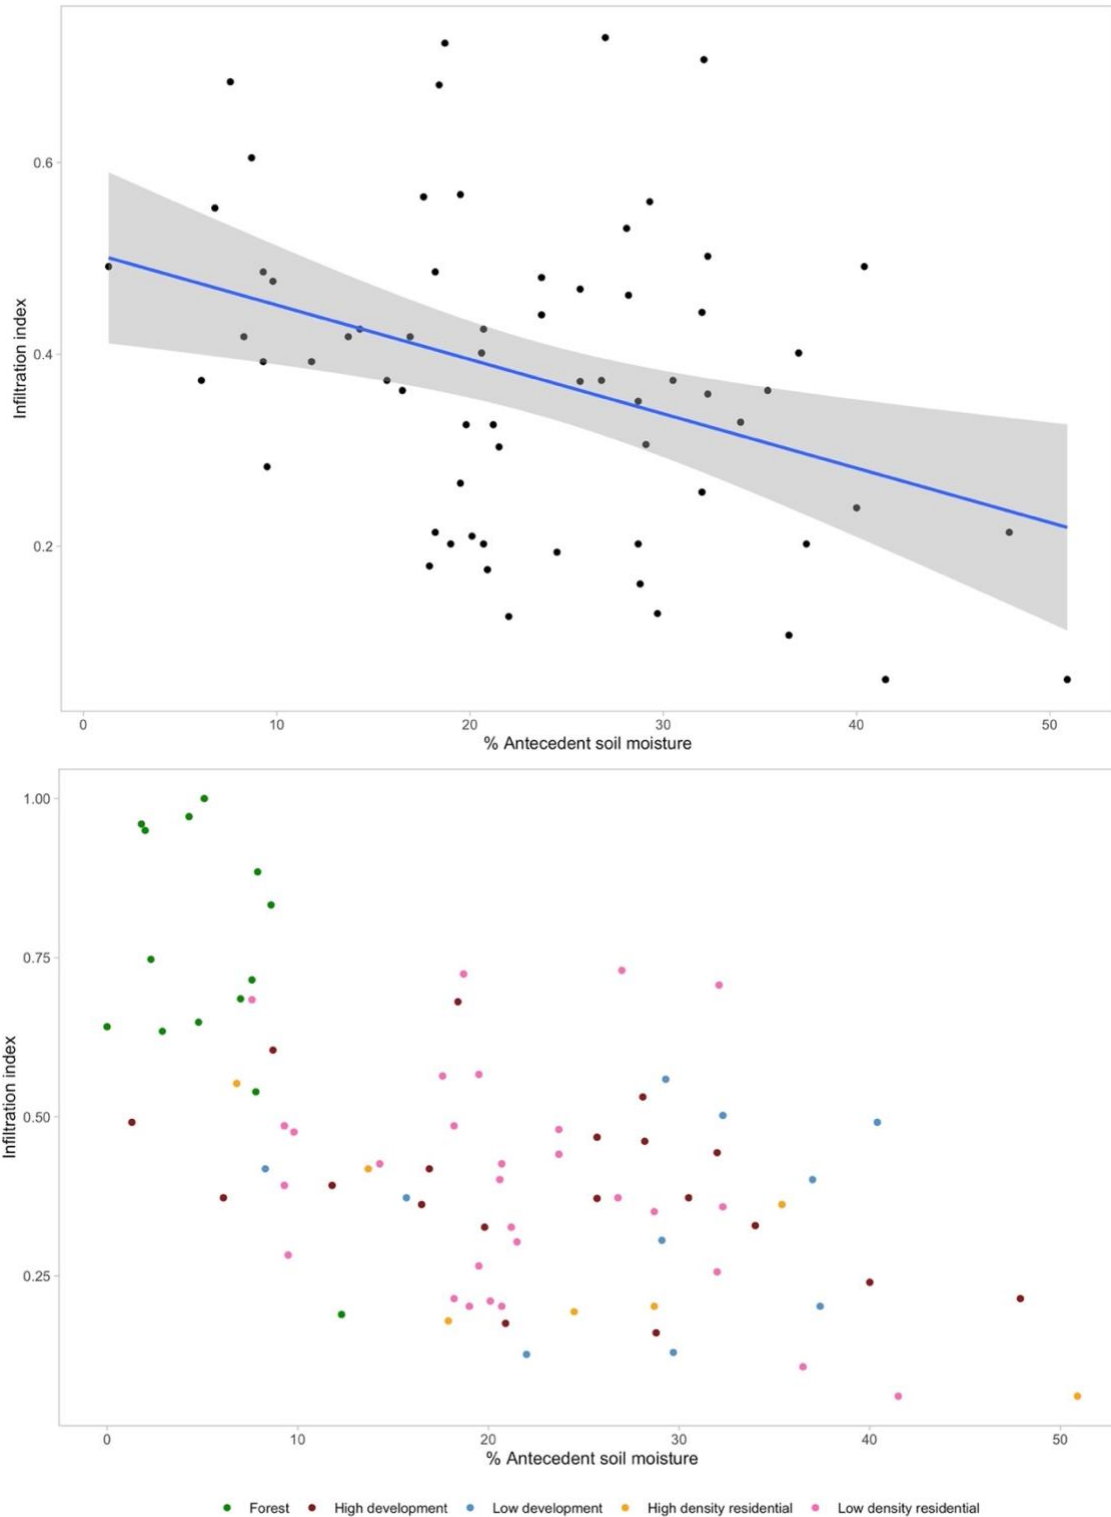 Infiltration index
0.6
0.4
0.2
0 10 20 30 40 50
% Antecedent soil moisture
Infiltration index
1.00
0.75
0.50
0.25
0 10 20 30 40 50
% Antecedent soil moisture
Forest High development Low development High density residential Low density residential